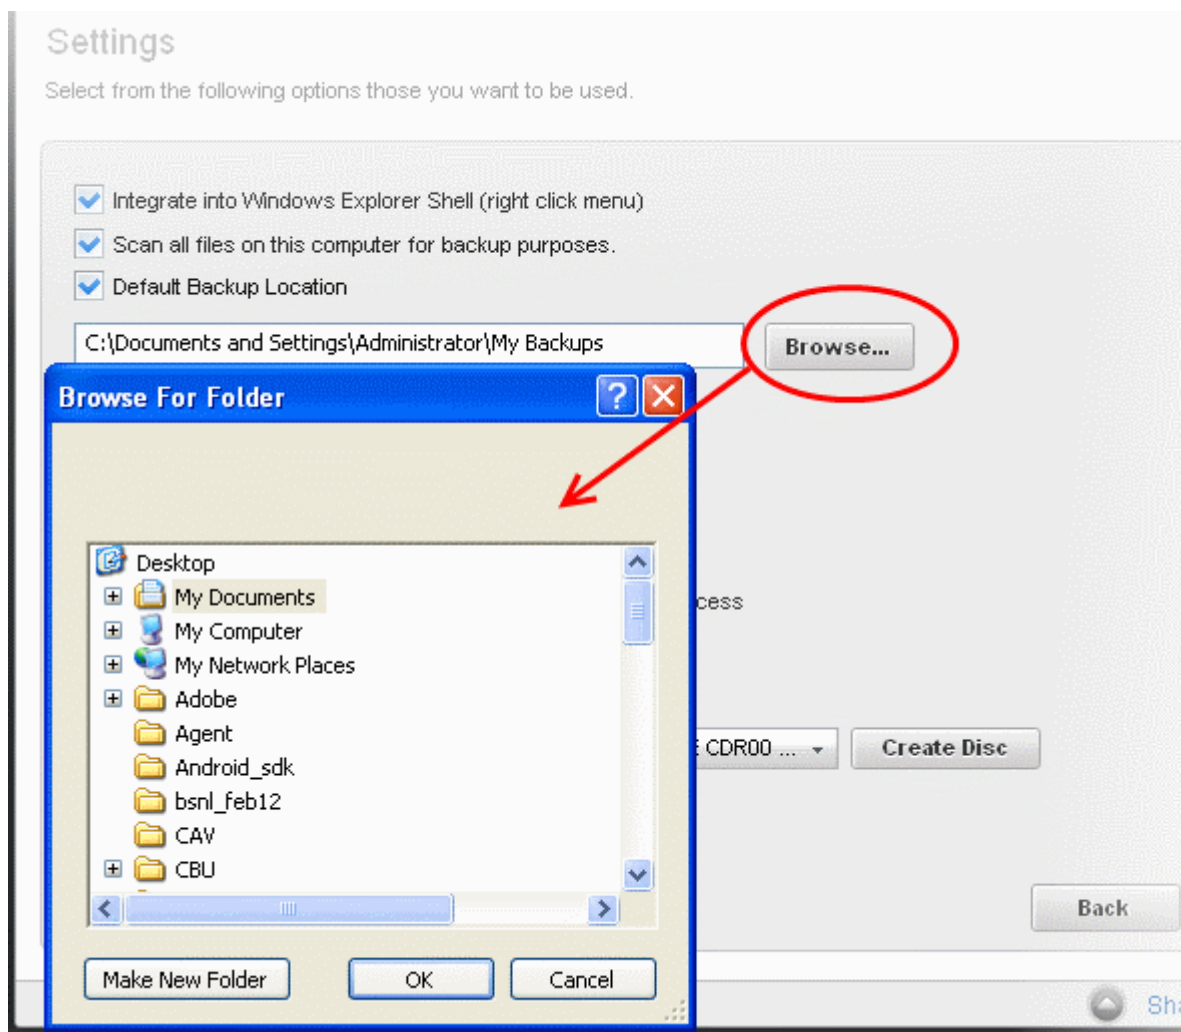 Settings
Select from the following options those you want to be used.
Integrate into Windows Explorer Shell (right click menu)
Scan all files on this computer for backup purposes.
Default Backup Location
C:\Documents and Settings\Administrator\My Backups
Browse...
Browse For Folder
Desktop
My Documents
My Computer
My Network Places
Adobe
Agent
Android_sdk
bsnl_feb12
CAV
CBU
cess
CDR00 ...
Create Disc
Back
Make New Folder
OK
Cancel
Sha